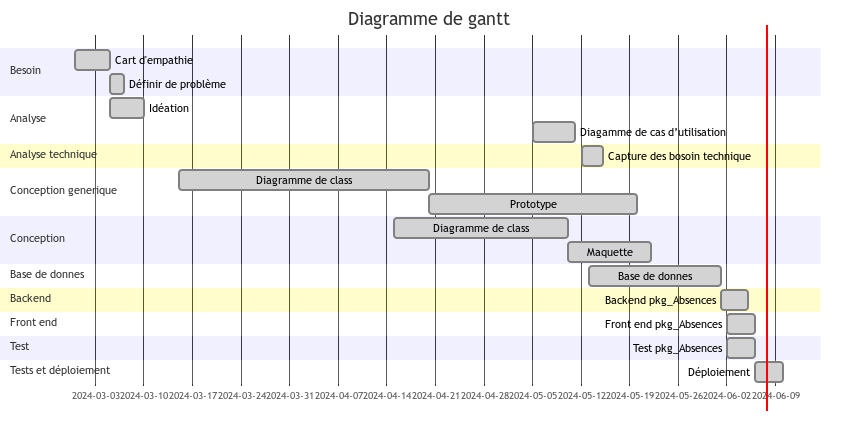 Diagramme de gantt
Besoin
Cart d'empathie
Définir de problème
Analyse
Idéation
Diagamme de cas d’utilisation
Analyse technique
Capture des bosoin technique
Conception generique
Diagramme de class
Prototype
Conception
Diagramme de class
Maquette
Base de donnes
Base de donnes
Backend
Backend pkg_Absences
Front end
Front end pkg_Absences
Test
Test pkg_Absences
Tests et déploiement
Déploiement
2024-03-03 2024-03-10 2024-03-17 2024-03-24 2024-03-31 2024-04-07 2024-04-14 2024-04-21 2024-04-28 2024-05-05 2024-05-12 2024-05-19 2024-05-26 2024-06-02 2024-06-09